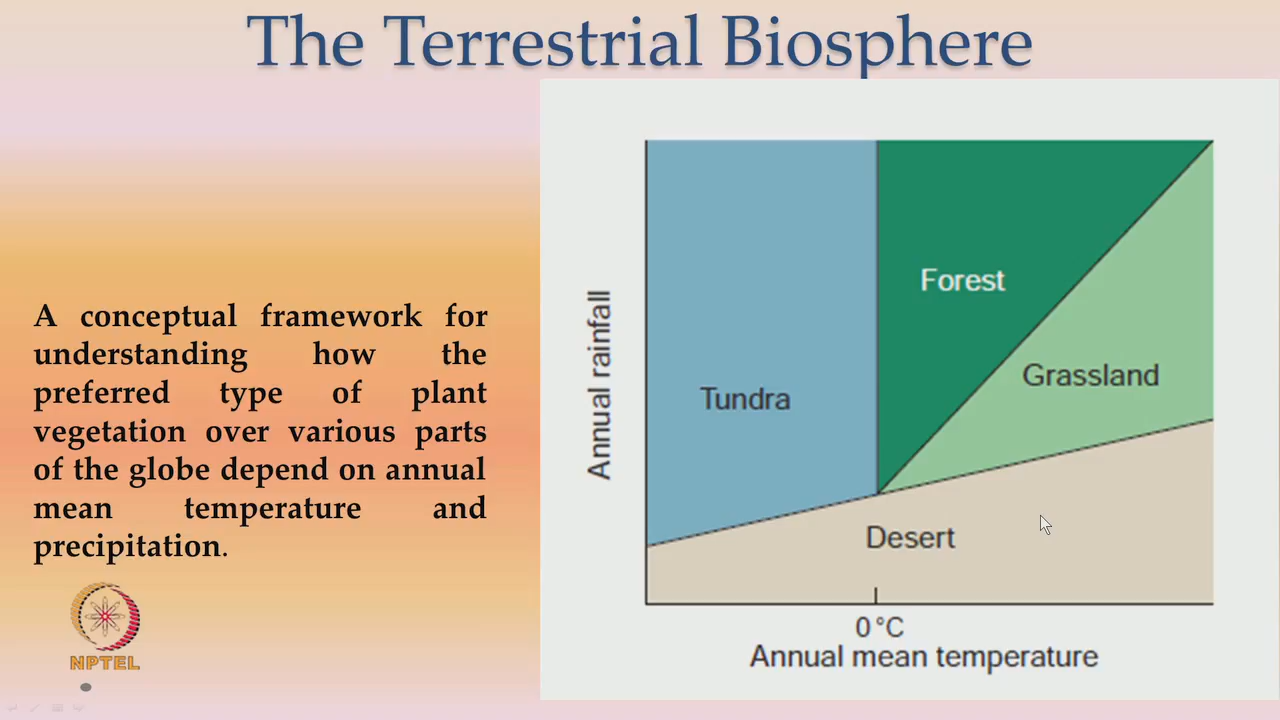 The Terrestrial Biosphere
A conceptual framework for
understanding how the
preferred type of plant
vegetation over various parts
of the globe depend on annual
mean temperature and
precipitation.
NPTEL
Annual rainfall
Tundra
Forest
Grassland
Desert
0 °C
Annual mean temperature